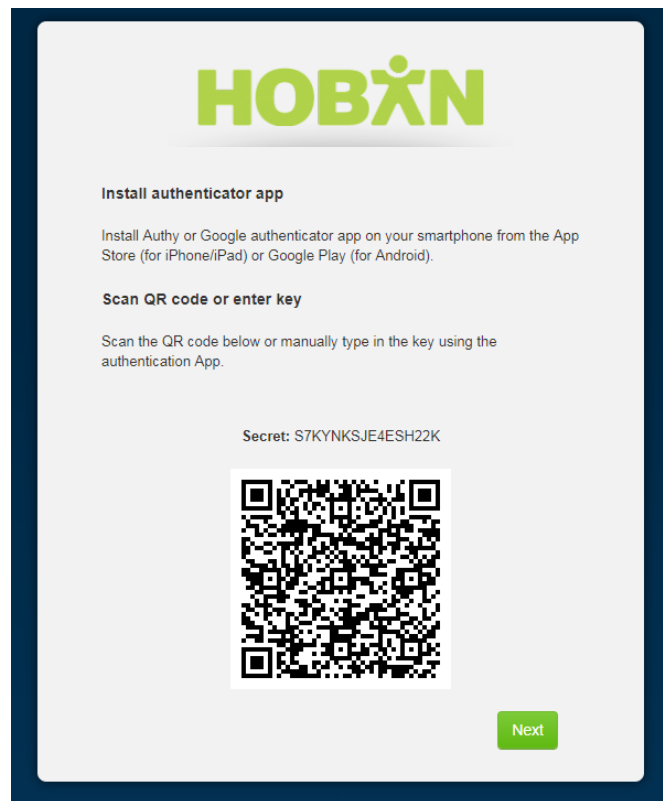 HOBAN
Install authenticator app
Install Authy or Google authenticator app on your smartphone from the App
Store (for iPhone/iPad) or Google Play (for Android).
Scan QR code or enter key
Scan the QR code below or manually type in the key using the
authentication App.
Secret: S7KYNKSJE4ESH22K
Next